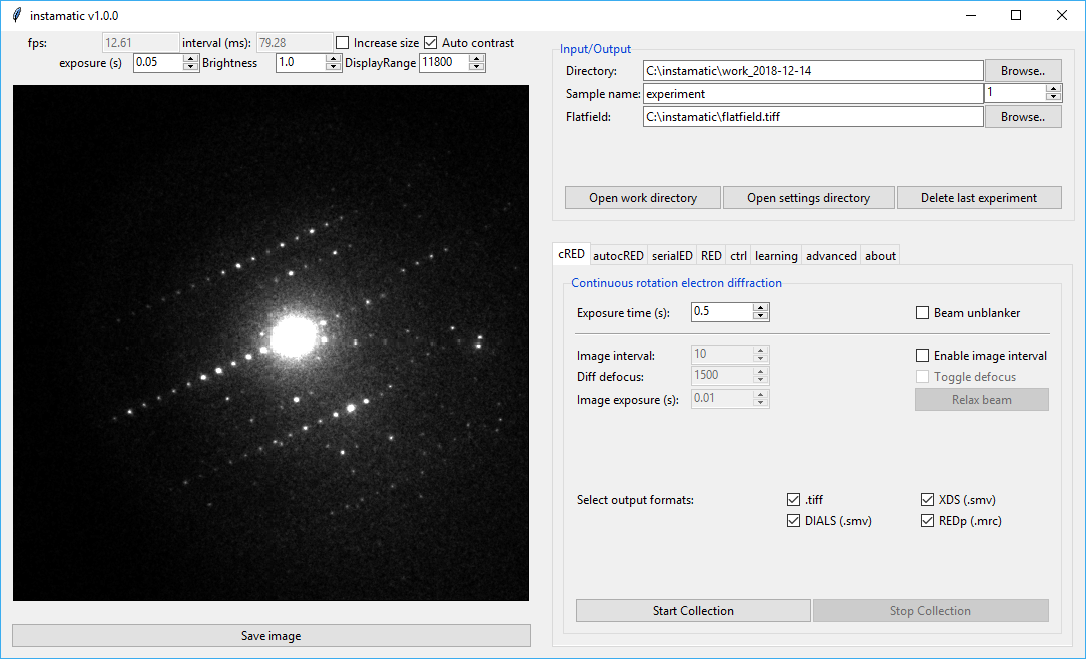 instamatic v1.0.0
fps: 12.61 interval (ms): 79.28 Increase size Auto contrast
exposure (s) 0.05 Brightness 1.0 DisplayRange 11800
Save image
Input/Output
Directory: C:\instamatic\work_2018-12-14 Browse..
Sample name: experiment 1
Flatfield: C:\instamatic\flatfield.tiff Browse..
Open work directory Open settings directory Delete last experiment
cRED autocRED serialED RED ctrl learning advanced about
Continuous rotation electron diffraction
Exposure time (s): 0.5 Beam unblanker
Image interval: 10 Enable image interval
Diff defocus: 1500 Toggle defocus
Image exposure (s): 0.01 Relax beam
Select output formats: .tiff XDS (.smv)
DIALS (.smv) REDp (.mrc)
Start Collection Stop Collection